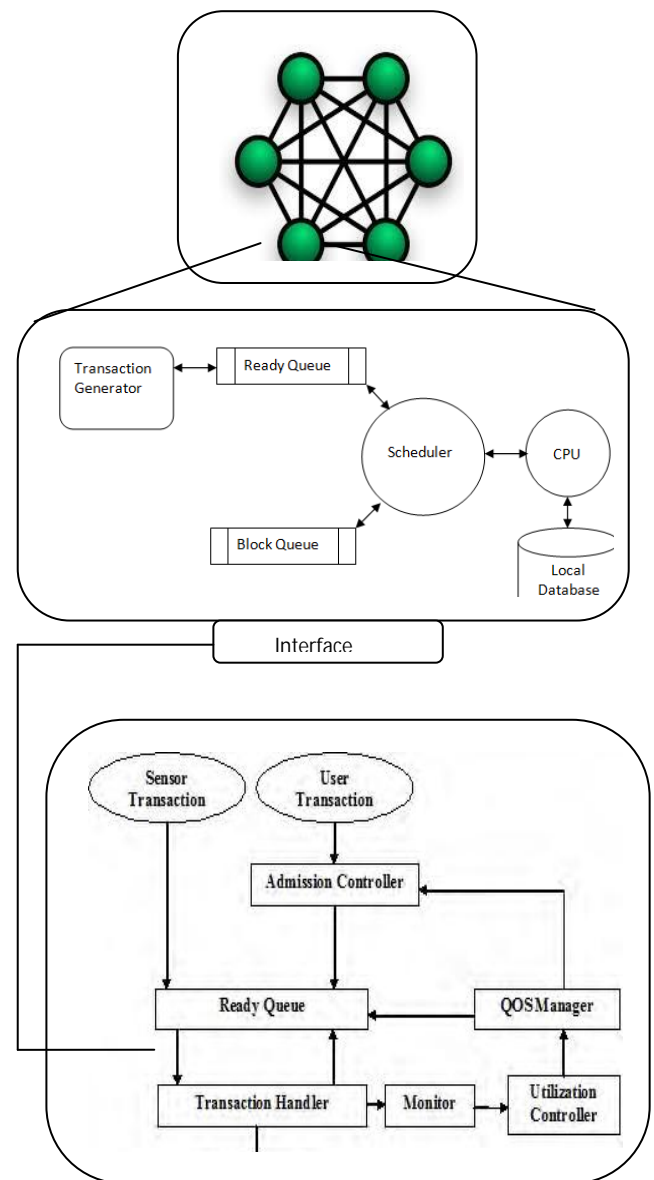 Transaction
Generator
Ready Queue
Scheduler
CPU
Block Queue
Local
Database
Interface
Sensor
Transaction
User
Transaction
Admission Controller
Ready Queue
QOSManager
Transaction Handler
Monitor
Utilization
Controller